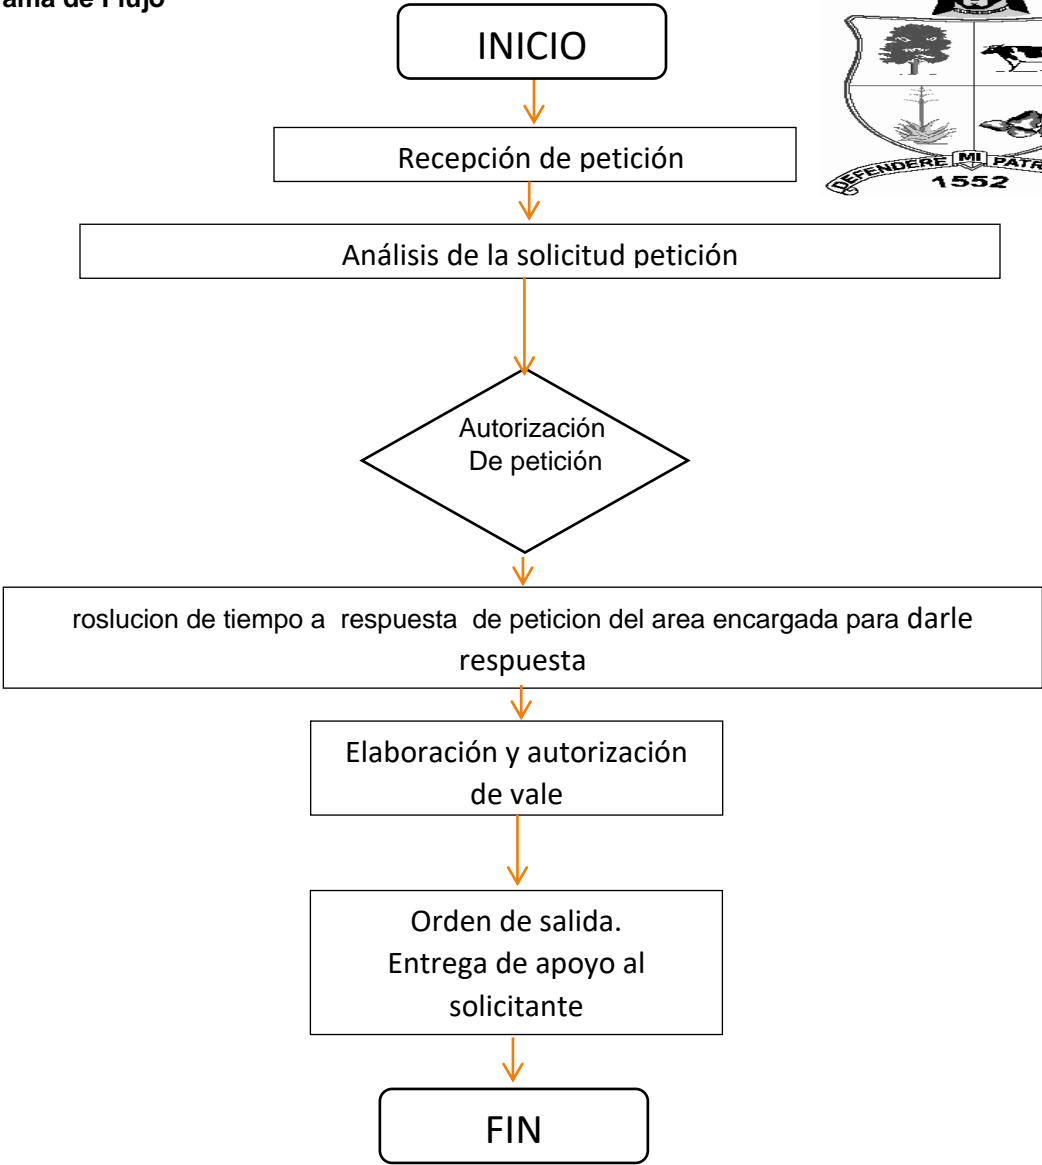 ama de Flujo
INICIO
Recepción de petición
Análisis de la solicitud petición
Autorización
De petición
roslucion de tiempo a respuesta de peticion del area encargada para darle
respuesta
Elaboración y autorización
de vale
Orden de salida.
Entrega de apoyo al
solicitante
FIN
DEFENDERE MI PATR
1552